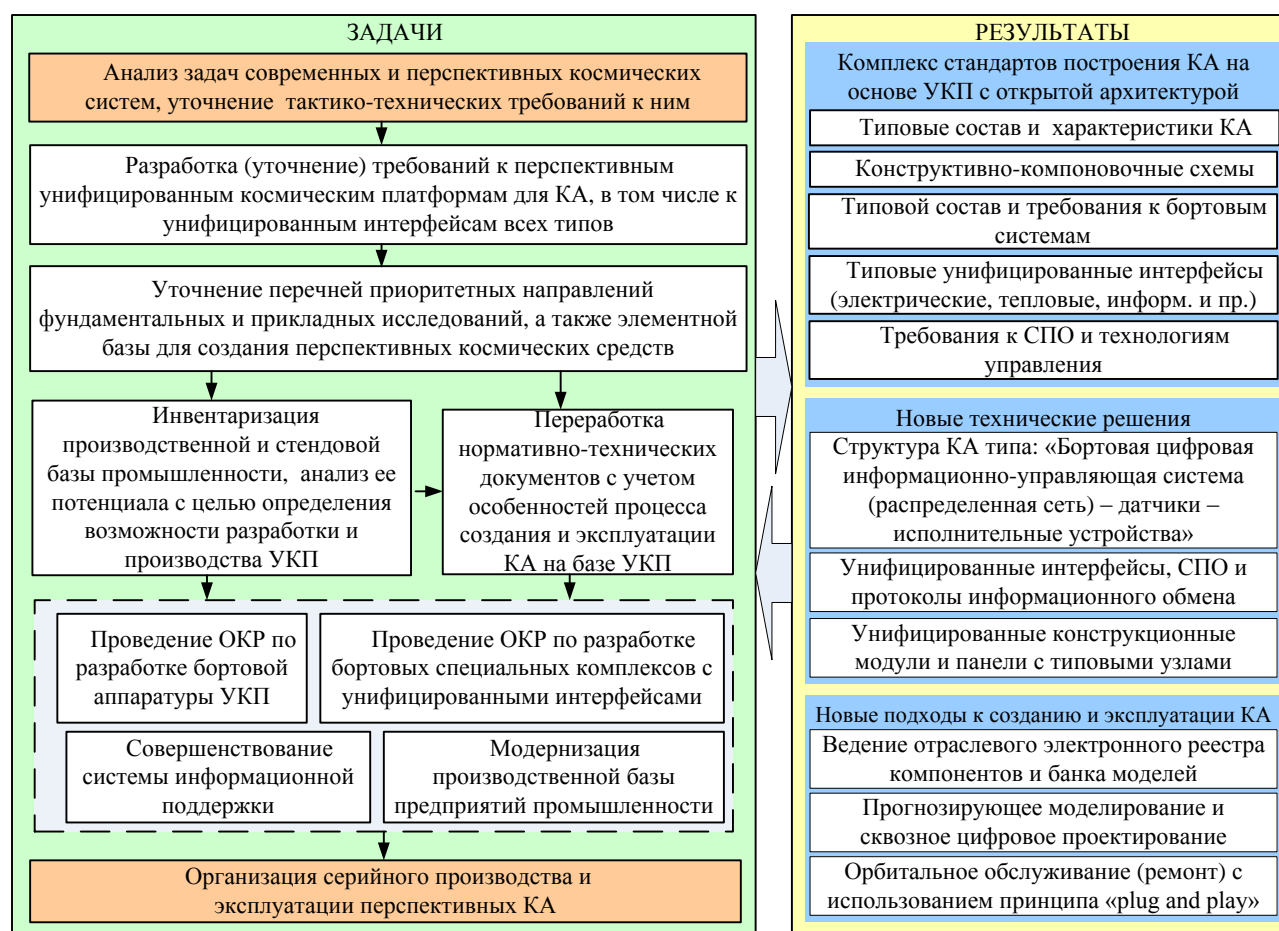 ЗАДАЧИ
Анализ задач современных и перспективных космических
систем, уточнение тактико-технических требований к ним
Разработка (уточнение) требований к перспективным
унифицированным космическим платформам для КА, в том числе к
унифицированным интерфейсам всех типов
Уточнение перечней приоритетных направлений
фундаментальных и прикладных исследований, а также элементной
базы для создания перспективных космических средств
Инвентаризация
производственной и стендовой
базы промышленности, анализ ее
потенциала с целью определения
возможности разработки и
производства УКП
Переработка
нормативно-технических
документов с учетом
особенностей процесса
создания и эксплуатации
КА на базе УКП
Проведение ОКР по
разработке бортовой
аппаратуры УКП
Проведение ОКР по разработке
бортовых специальных комплексов с
унифицированными интерфейсами
Совершенствование
системы информационной
поддержки
Модернизация
производственной базы
предприятий промышленности
Организация серийного производства и
эксплуатации перспективных КА
РЕЗУЛЬТАТЫ
Комплекс стандартов построения КА на
основе УКП с открытой архитектурой
Типовые состав и характеристики КА
Конструктивно-компоновочные схемы
Типовой состав и требования к бортовым
системам
Типовые унифицированные интерфейсы
(электрические, тепловые, информ. и пр.)
Требования к СПО и технологиям
управления
Новые технические решения
Структура КА типа: «Бортовая цифровая
информационно-управляющая система
(распределенная сеть) – датчики –
исполнительные устройства»
Унифицированные интерфейсы, СПО и
протоколы информационного обмена
Унифицированные конструкционные
модули и панели с типовыми узлами
Новые подходы к созданию и эксплуатации КА
Ведение отраслевого электронного реестра
компонентов и банка моделей
Прогнозирующее моделирование и
сквозное цифровое проектирование
Орбитальное обслуживание (ремонт) с
использованием принципа «plug and play»